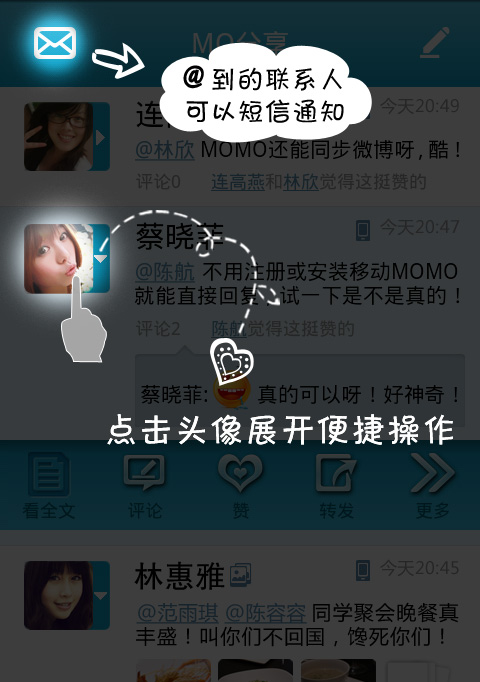 MO分享
@到的联系人
可以短信通知
连
今天20:49
@林欣 MOMO还能同步微博呀,酷!
评论0 连高燕和林欣觉得这挺赞的
蔡晓菲
今天20:47
@陈航 不用注册或安装移动MOMO
就能直接回复,试一下是不是真的!
评论2 陈航觉得这挺赞的
蔡晓菲: 真的可以呀!好神奇!
点击头像展开便捷操作
看全文 评论 赞 转发 更多
林惠雅
今天20:45
@范雨琪 @陈容容 同学聚会晚餐真
丰盛!叫你们不回国,馋死你们!